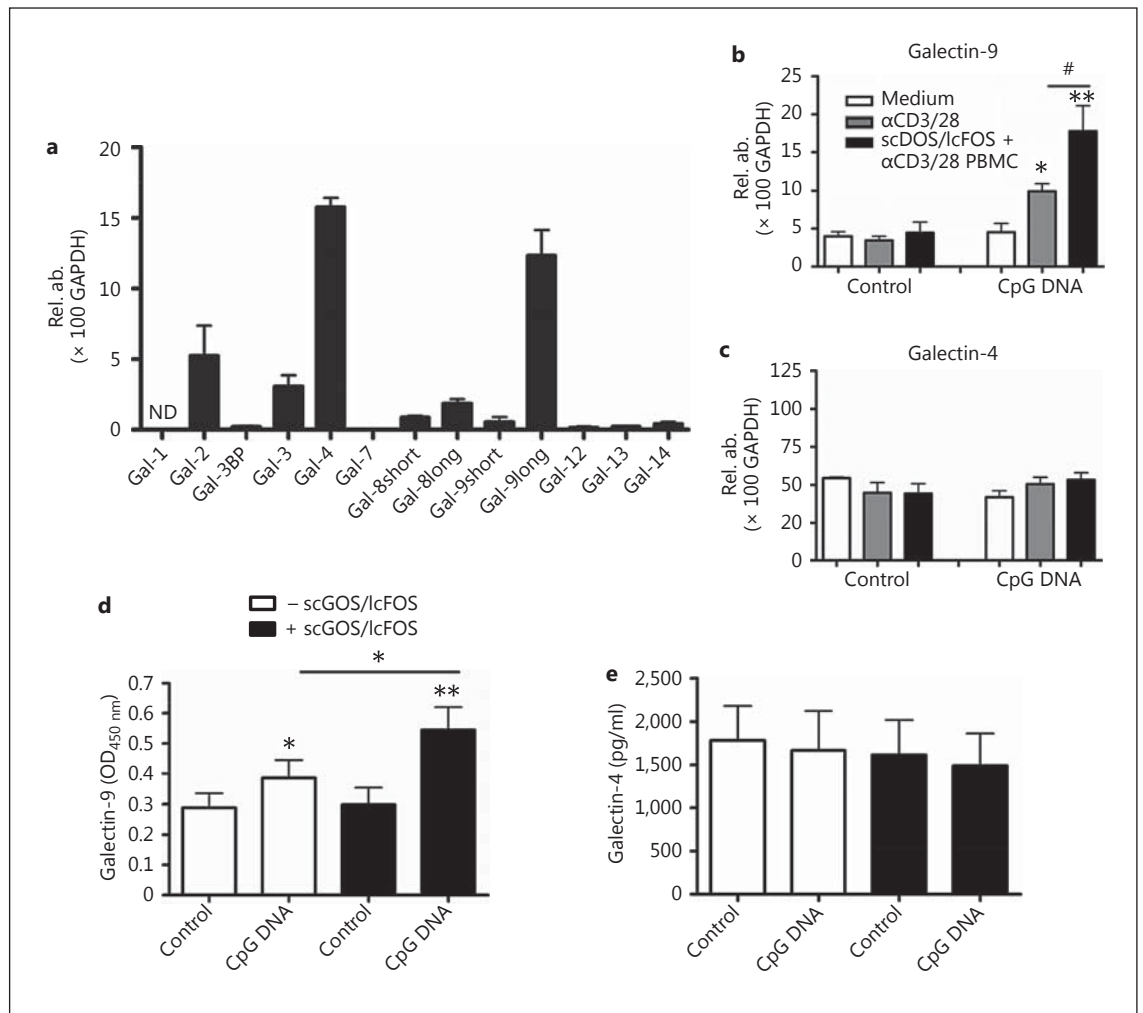 a
20
15
10
5
0
Rel. ab.
(× 100 GAPDH)
ND
Gal-1
Gal-2
Gal-3BP
Gal-3
Gal-4
Gal-7
Gal-8short
Gal-8long
Gal-9short
Gal-9long
Gal-12
Gal-13
Gal-14
b
Galectin-9
25
20
15
10
5
0
Rel. ab.
(× 100 GAPDH)
Medium
αCD3/28
scDOS/lcFOS +
αCD3/28 PBMC
*
#
**
Control
CpG DNA
c
Galectin-4
125
100
75
50
20
0
Rel. ab.
(× 100 GAPDH)
Control
CpG DNA
d
– scGOS/lcFOS
+ scGOS/lcFOS
0.7
0.6
0.5
0.4
0.3
0.2
0.1
0
Galectin-9 (OD450 nm)
*
*
**
Control
CpG DNA
Control
CpG DNA
e
2,500
2,000
1,500
1,000
500
0
Galectin-4 (pg/ml)
Control
CpG DNA
Control
CpG DNA